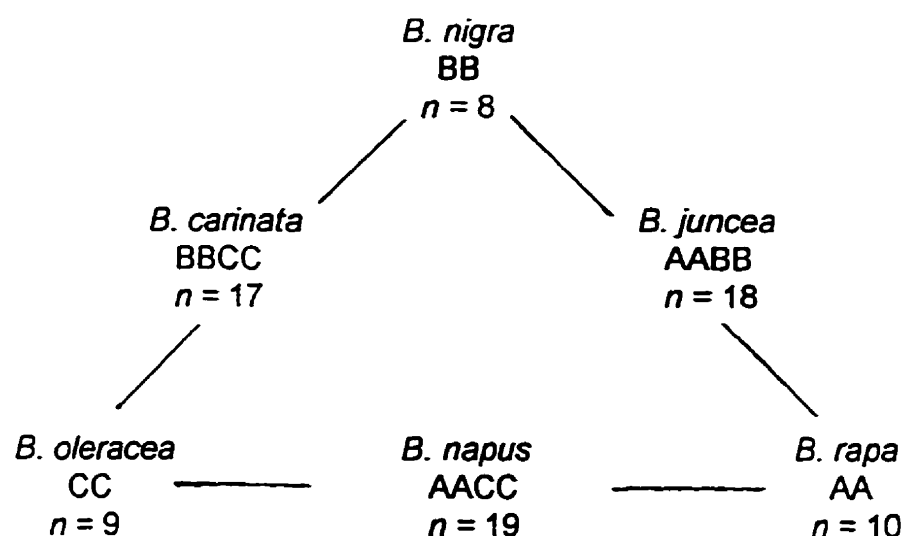 B. nigra
BB
n = 8
B. carinata
BBCC
n = 17
B. juncea
AABB
n = 18
B. oleracea
CC
n = 9
B. napus
AACC
n = 19
B. rapa
AA
n = 10